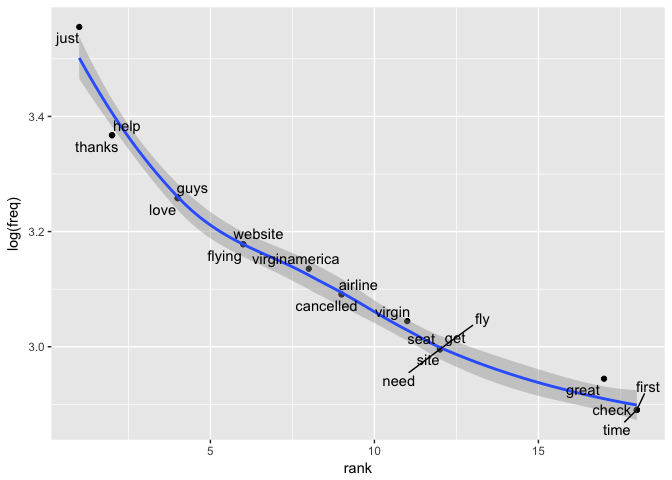 just
help
thanks
3.4
guys
love
log(freq)
3.2
website
flying
virginamerica
airline
cancelled
virgin
fly
seat
get
3.0
site
need
great
first
check
time
5
10
15
rank